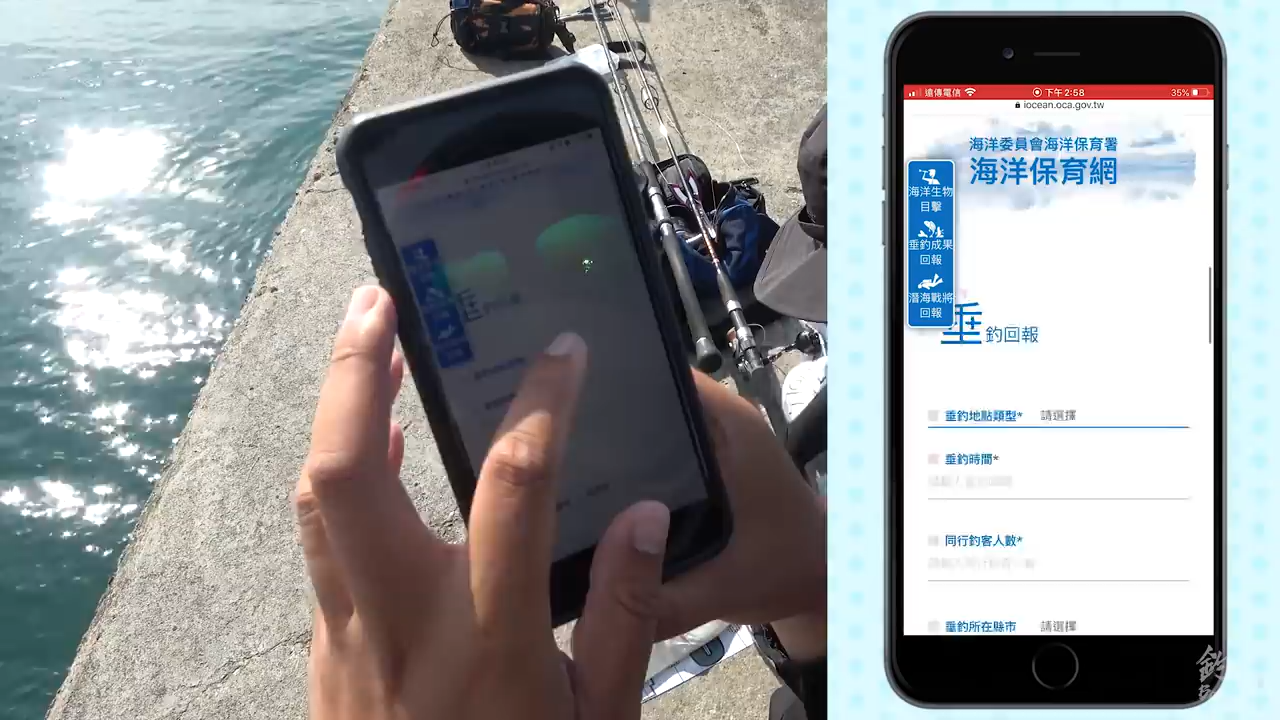 遠傳電信
下午2:58
35%
iocean.oca.gov.tw
海洋委員會海洋保育署
海洋保育網
海洋生物
目擊
垂釣成果
回報
潛海戰將
回報
垂釣回報
垂釣地點類型* 請選擇
垂釣時間*
同行釣客人數*
垂釣所在縣市 請選擇